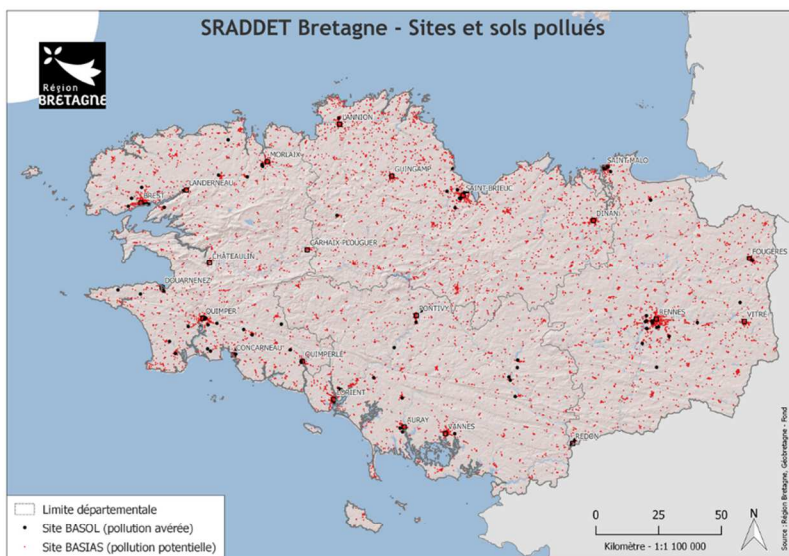 SRADDET Bretagne - Sites et sols pollués
Région
BRETAGNE
LANNION
MORLAIX
GUINGAMP
SAINT-MALO
LANDERNEAU
BREST
SAINT-BRIEUC
DINAN
CARHAIX-PLOUGUER
FOUGÈRES
CHÂTEAULIN
DOUARNENEZ
QUIMPER
PONTIVY
RENNES
VITRÉ
CONCARNEAU
QUIMPERLÉ
LORIENT
AURAY
VANNES
REDON
Limite départementale
Site BASOL (pollution avérée)
Site BASIAS (pollution potentielle)
0 25 50
Kilomètre - 1:1 100 000
N
Source : Région Bretagne, Géobretagne - Fond